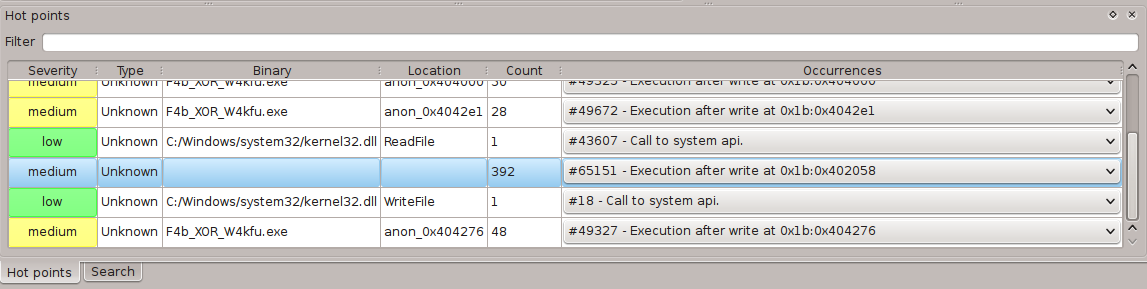 Hot points
Filter
Severity Type Binary Location Count Occurrences
medium Unknown F4b_XOR_W4kfu.exe anon_0x404000 50 #49325 - Execution after write at 0x1b:0x404000
medium Unknown F4b_XOR_W4kfu.exe anon_0x4042e1 28 #49672 - Execution after write at 0x1b:0x4042e1
low Unknown C:/Windows/system32/kernel32.dll ReadFile 1 #43607 - Call to system api.
medium Unknown 392 #65151 - Execution after write at 0x1b:0x402058
low Unknown C:/Windows/system32/kernel32.dll WriteFile 1 #18 - Call to system api.
medium Unknown F4b_XOR_W4kfu.exe anon_0x404276 48 #49327 - Execution after write at 0x1b:0x404276
Hot points Search